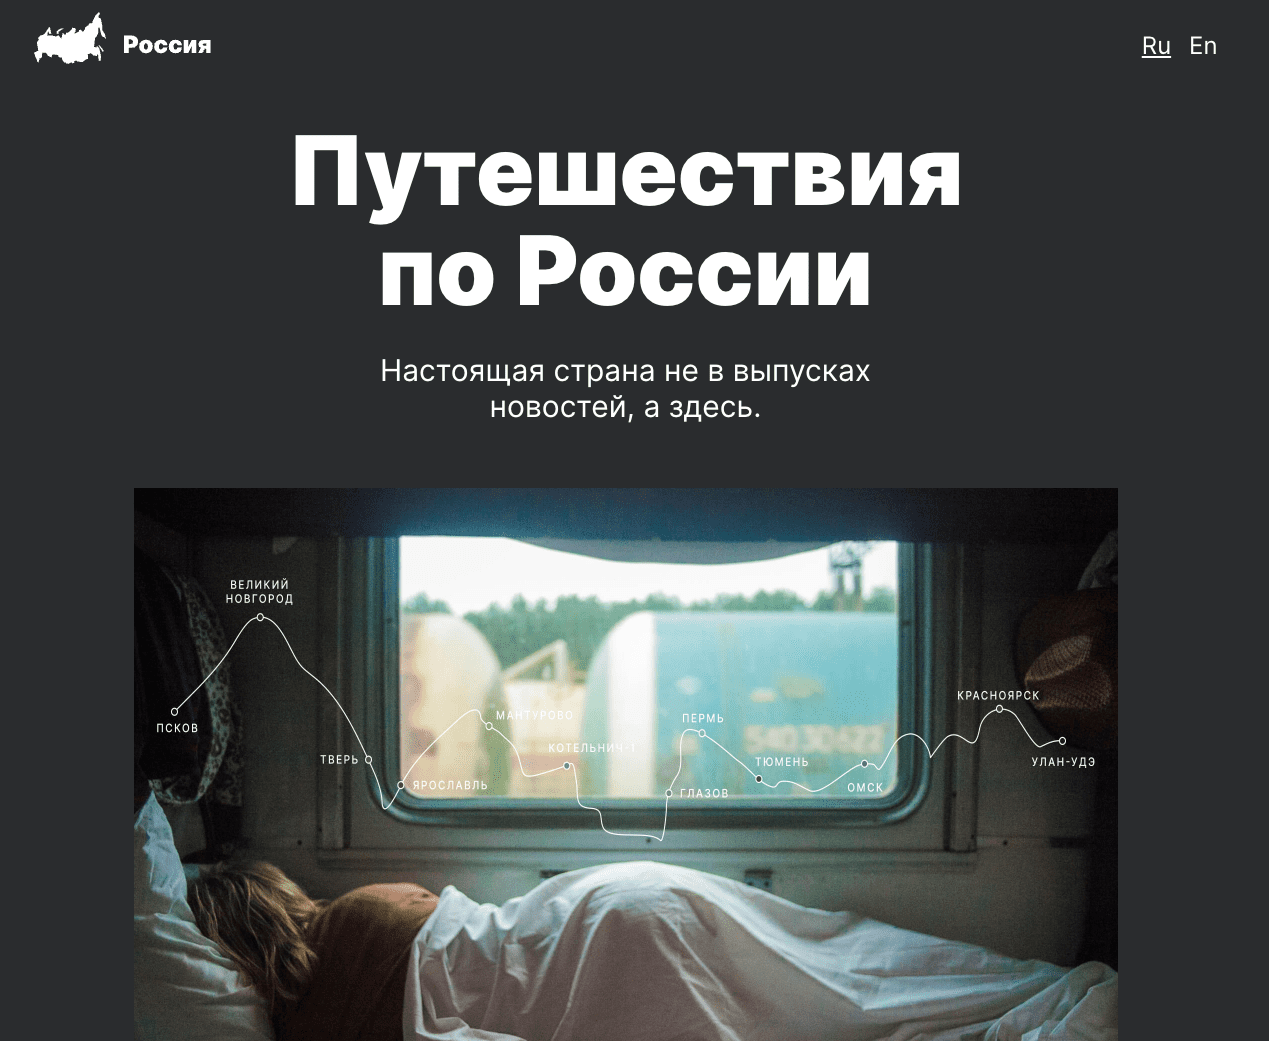 Россия
Ru En
Путешествия
по России
Настоящая страна не в выпусках
новостей, а здесь.
ВЕЛИКИЙ
НОВГОРОД
ПСКОВ
ТВЕРЬ
ЯРОСЛАВЛЬ
МАНТУРОВО
КОТЕЛЬНИЧ-1
ГЛАЗОВ
ПЕРМЬ
ТЮМЕНЬ
ОМСК
КРАСНОЯРСК
УЛАН-УДЭ